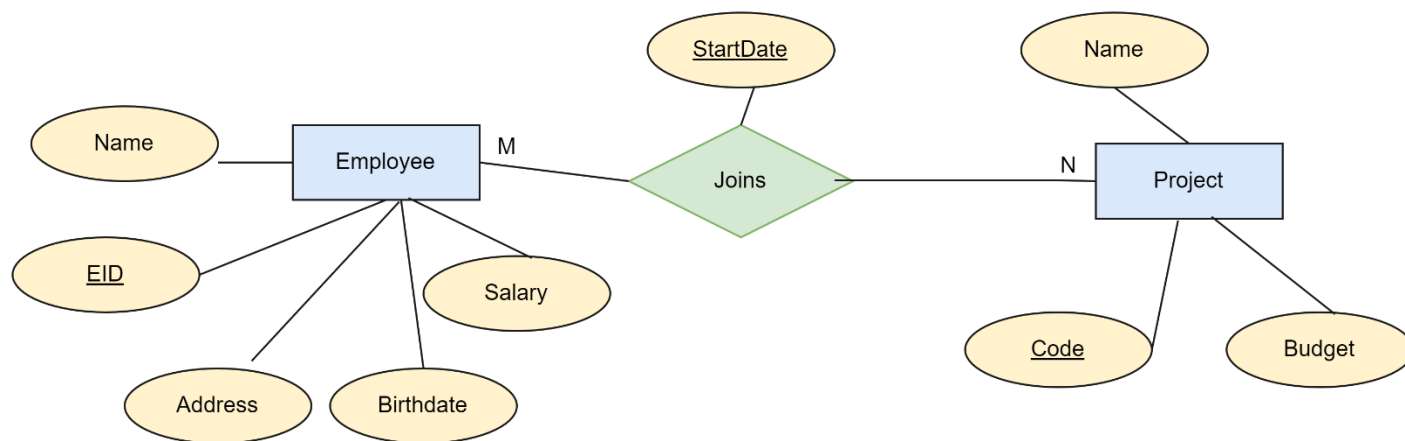 StartDate
Name
Name
M
Employee
Joins
N
Project
EID
Salary
Code
Budget
Address
Birthdate